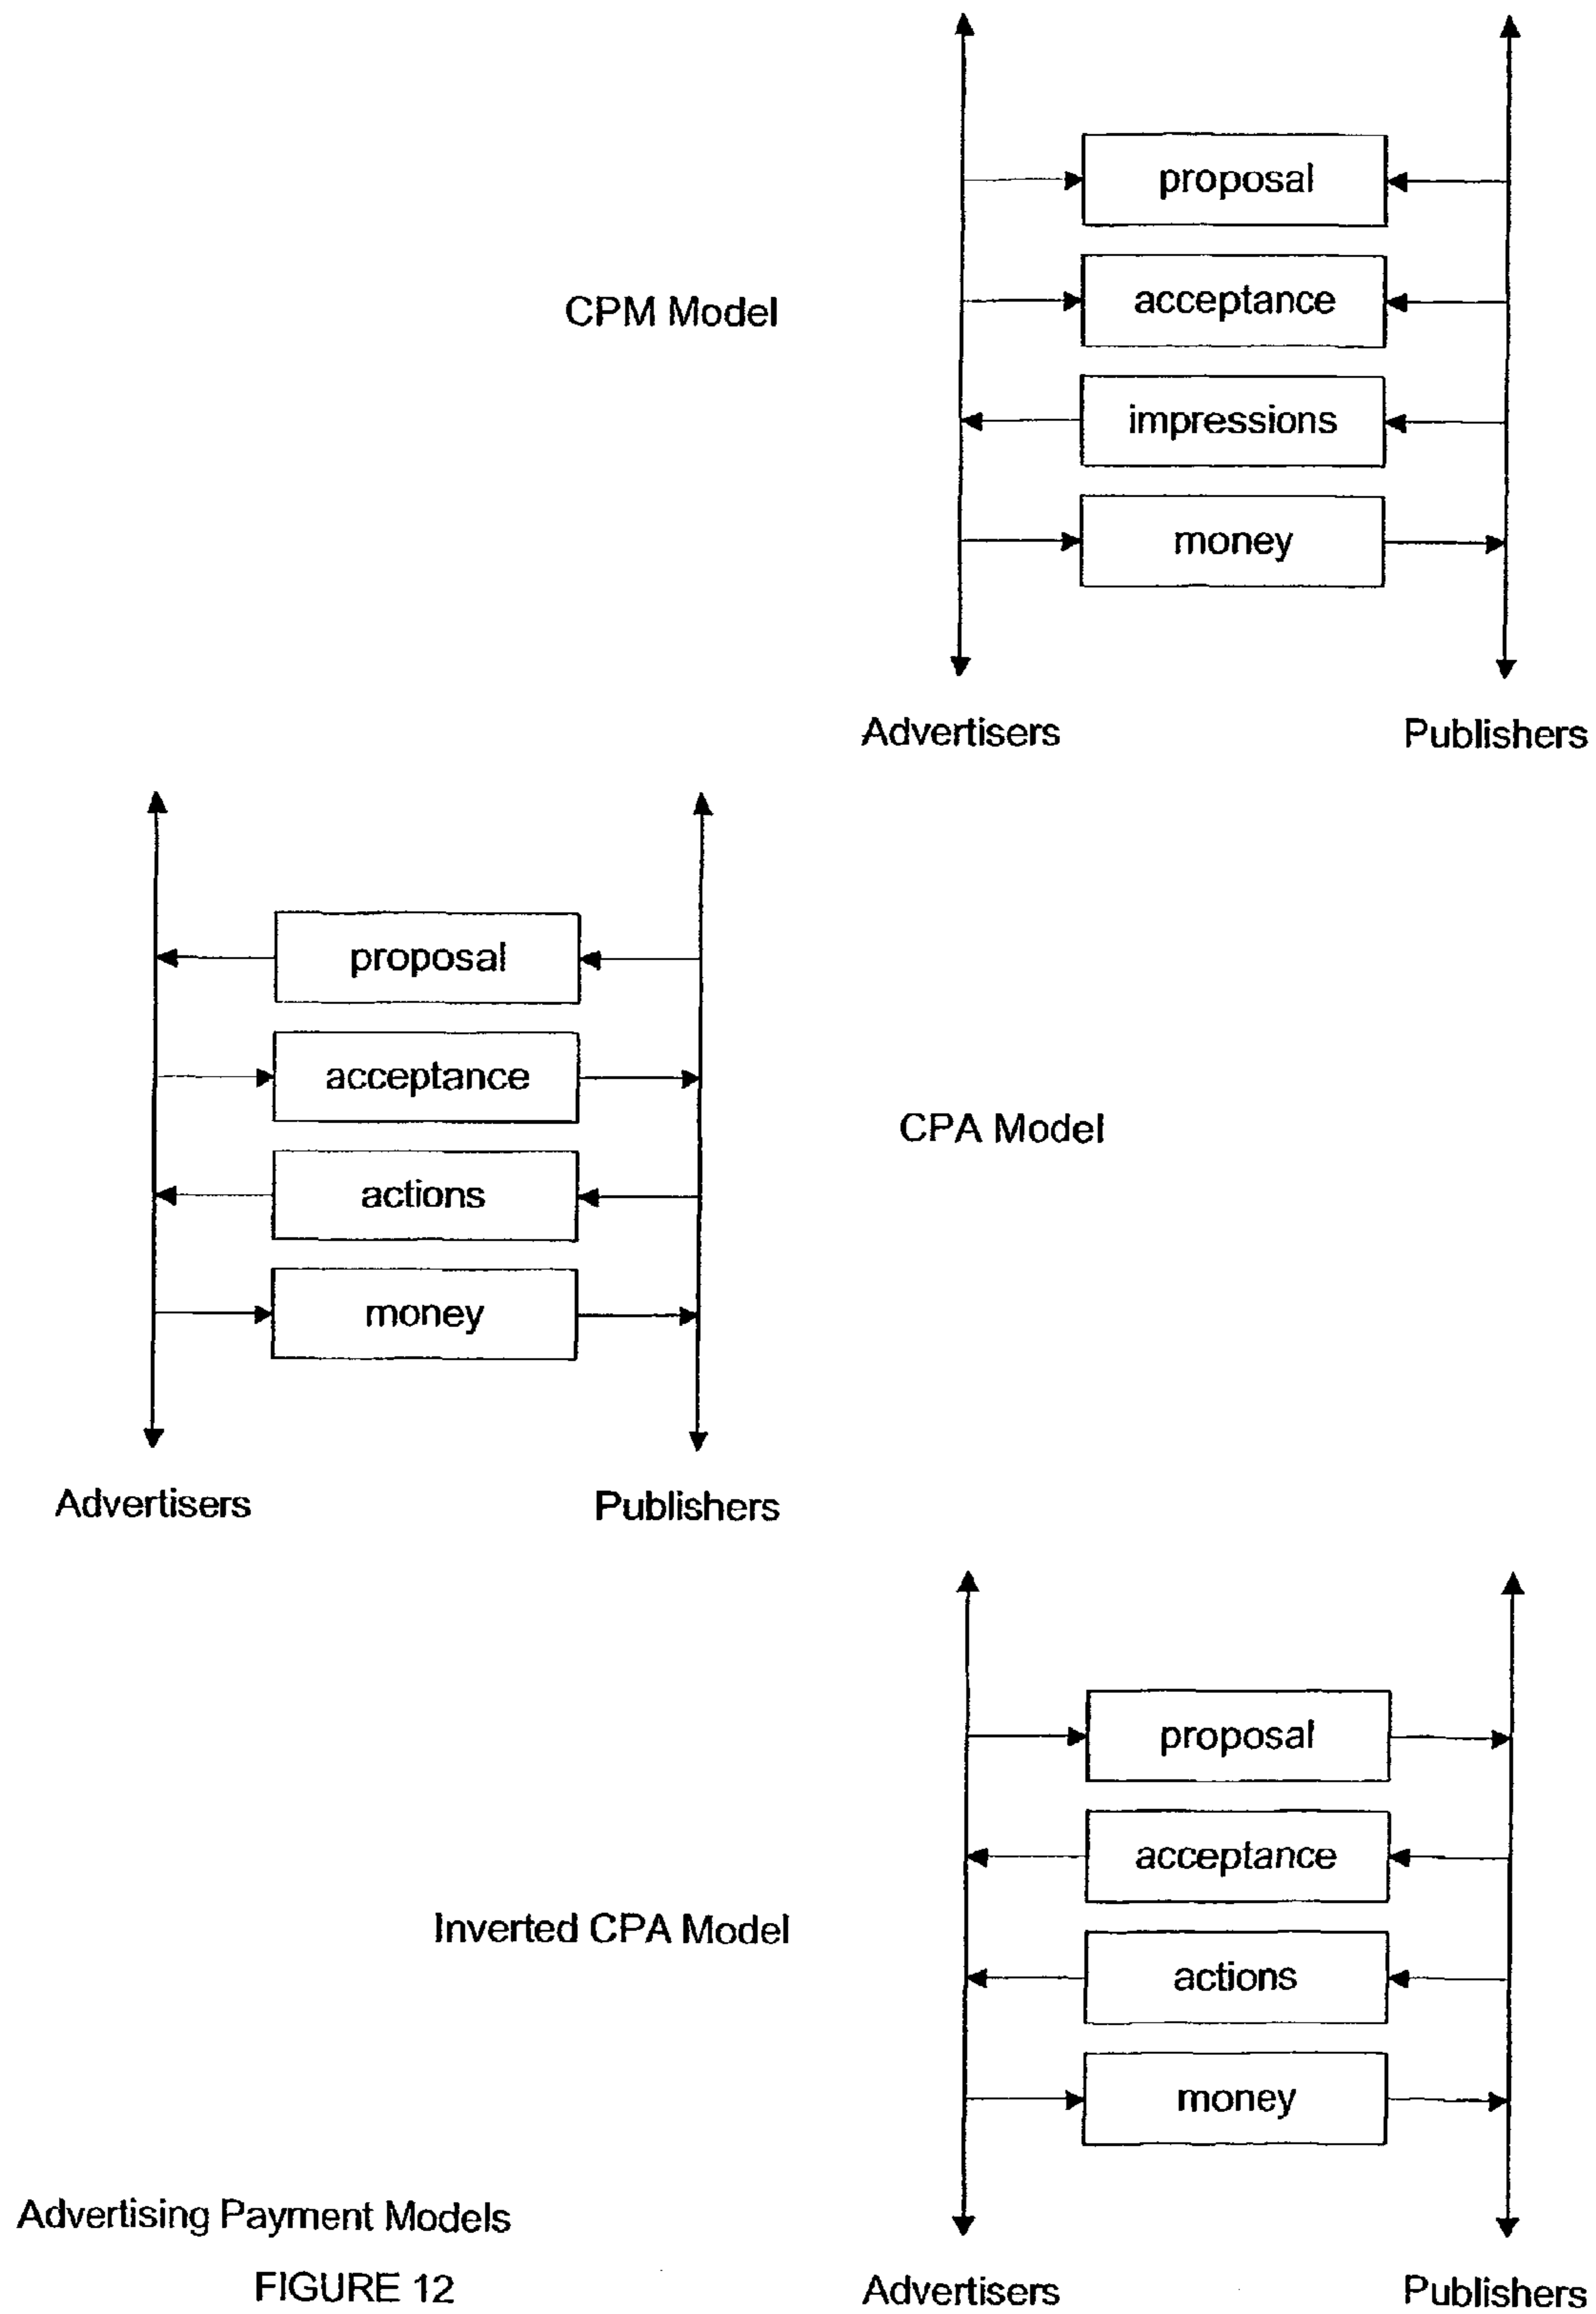 proposal
CPM Model
acceptance
impressions
money
Advertisers
Publishers
proposal
acceptance
CPA Model
actions
money
Advertisers
Publishers
proposal
acceptance
Inverted CPA Model
actions
money
Advertisers
Publishers
Advertising Payment Models
FIGURE 12